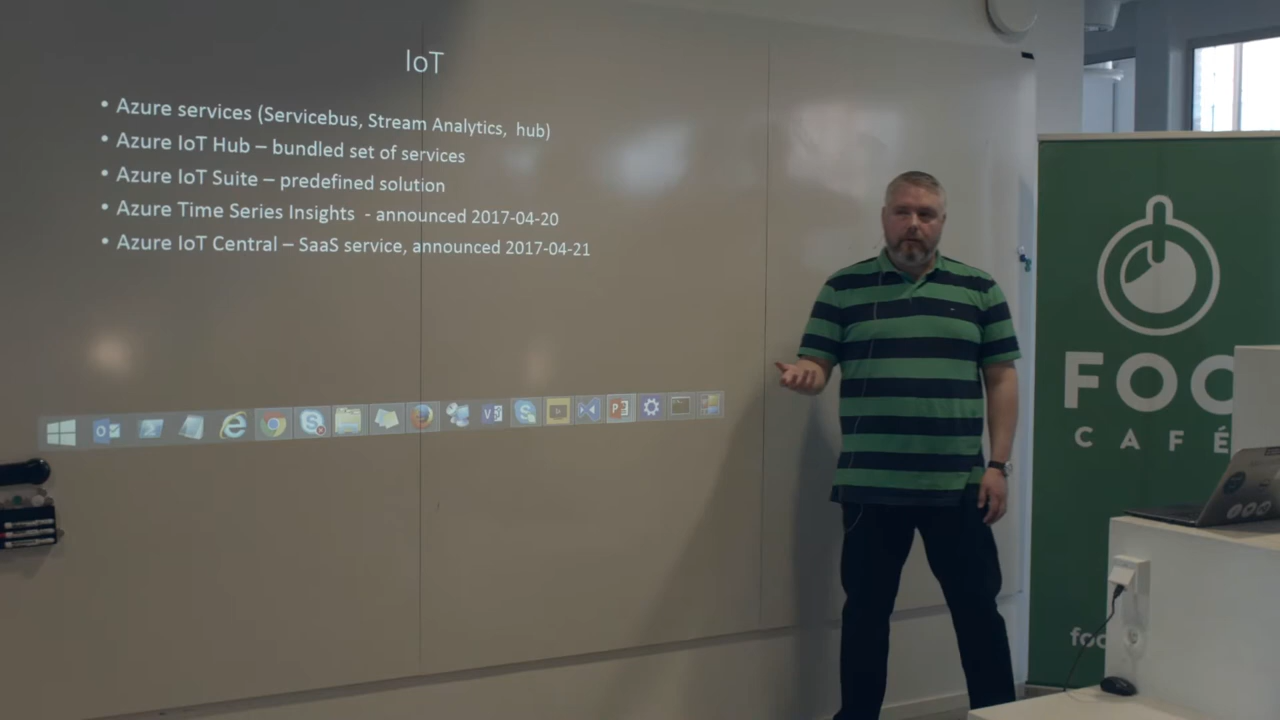 IoT
• Azure services (Servicebus, Stream Analytics, hub)
• Azure IoT Hub – bundled set of services
• Azure IoT Suite – predefined solution
• Azure Time Series Insights - announced 2017-04-20
• Azure IoT Central – SaaS service, announced 2017-04-21
FOO
CAFÉ
foo